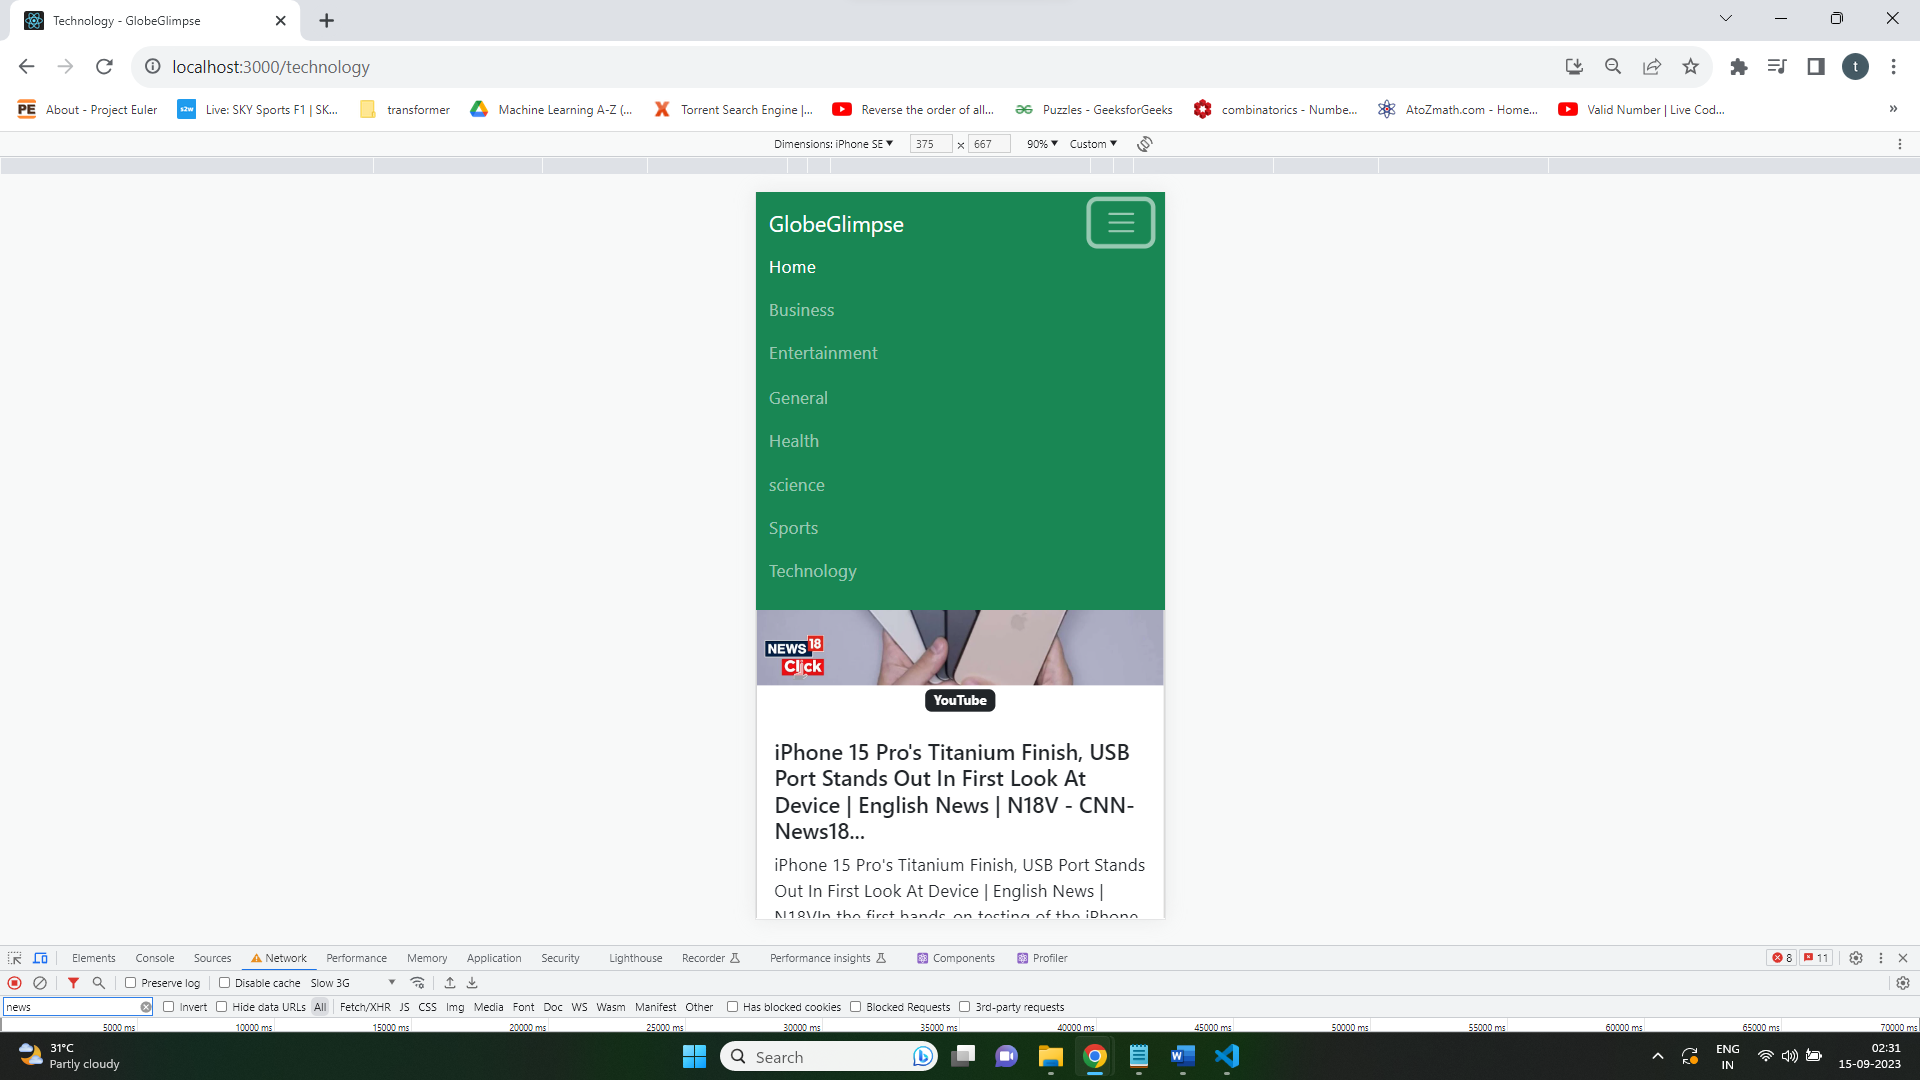 Technology - GlobeGlimpse
localhost:3000/technology
t
PE About - Project Euler
s2w Live: SKY Sports F1 | SK...
transformer
Machine Learning A-Z (...
Torrent Search Engine |...
Reverse the order of all...
Puzzles - GeeksforGeeks
combinatorics - Numbe...
AtoZmath.com - Home...
Valid Number | Live Cod...
»
Dimensions: iPhone SE ▼ 375 × 667 90% ▼ Custom ▼
GlobeGlimpse
Home
Business
Entertainment
General
Health
science
Sports
Technology
NEWS 18
Click
YouTube
iPhone 15 Pro's Titanium Finish, USB
Port Stands Out In First Look At
Device | English News | N18V - CNN-
News18...
iPhone 15 Pro's Titanium Finish, USB Port Stands
Out In First Look At Device | English News |
N18VIn the first hands-on testing of the iPhone
Elements Console Sources Network Performance Memory Application Security Lighthouse Recorder Performance insights Components Profiler 8 11
Preserve log Disable cache Slow 3G
news Invert Hide data URLs All Fetch/XHR JS CSS Img Media Font Doc WS Wasm Manifest Other Has blocked cookies Blocked Requests 3rd-party requests
5000 ms 10000 ms 15000 ms 20000 ms 25000 ms 30000 ms 35000 ms 40000 ms 45000 ms 50000 ms 55000 ms 60000 ms 65000 ms 70000 ms
31°C
Partly cloudy
Search
ENG
IN
02:31
15-09-2023